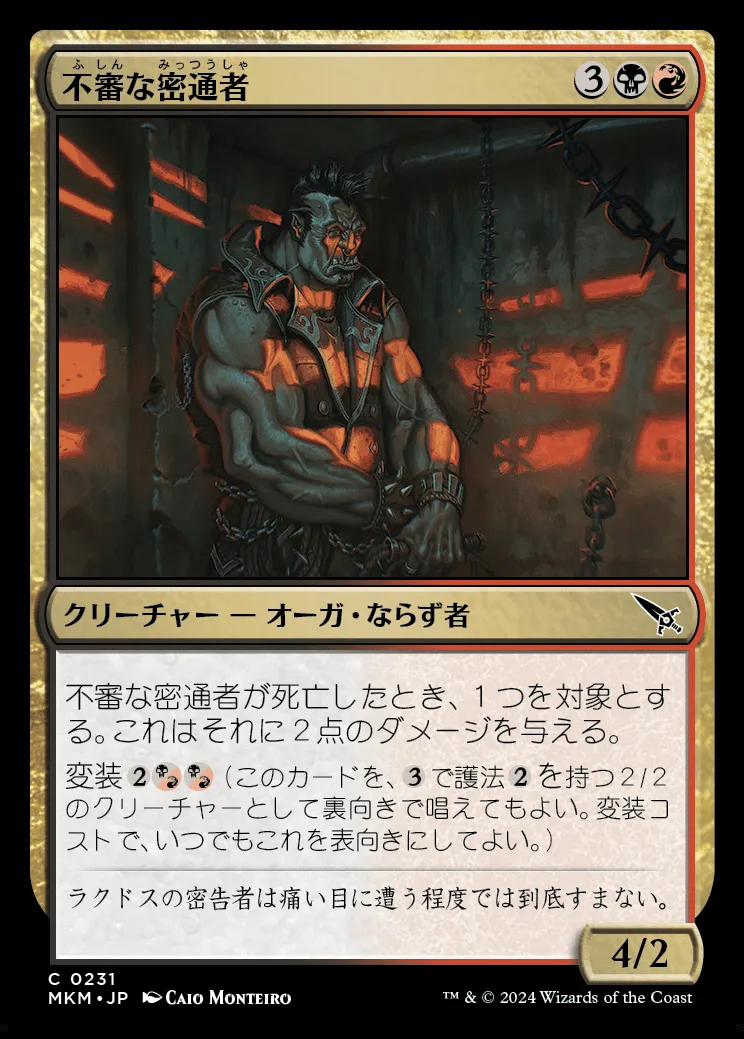 ふしん みっつうしゃ
不審な密通者 3
クリーチャー — オーガ・ならず者
不審な密通者が死亡したとき、1つを対象とす
る。これはそれに2点のダメージを与える。
変装 2 （このカードを、3 で護法 2 を持つ2/2
のクリーチャーとして裏向きで唱えてもよい。変装コ
ストで、いつでもこれを表向きにしてよい。）
ラクドスの密告者は痛い目に遭う程度では到底すまない。
4/2
C 0231
MKM • JP Caio Monteiro ™ & © 2024 Wizards of the Coast